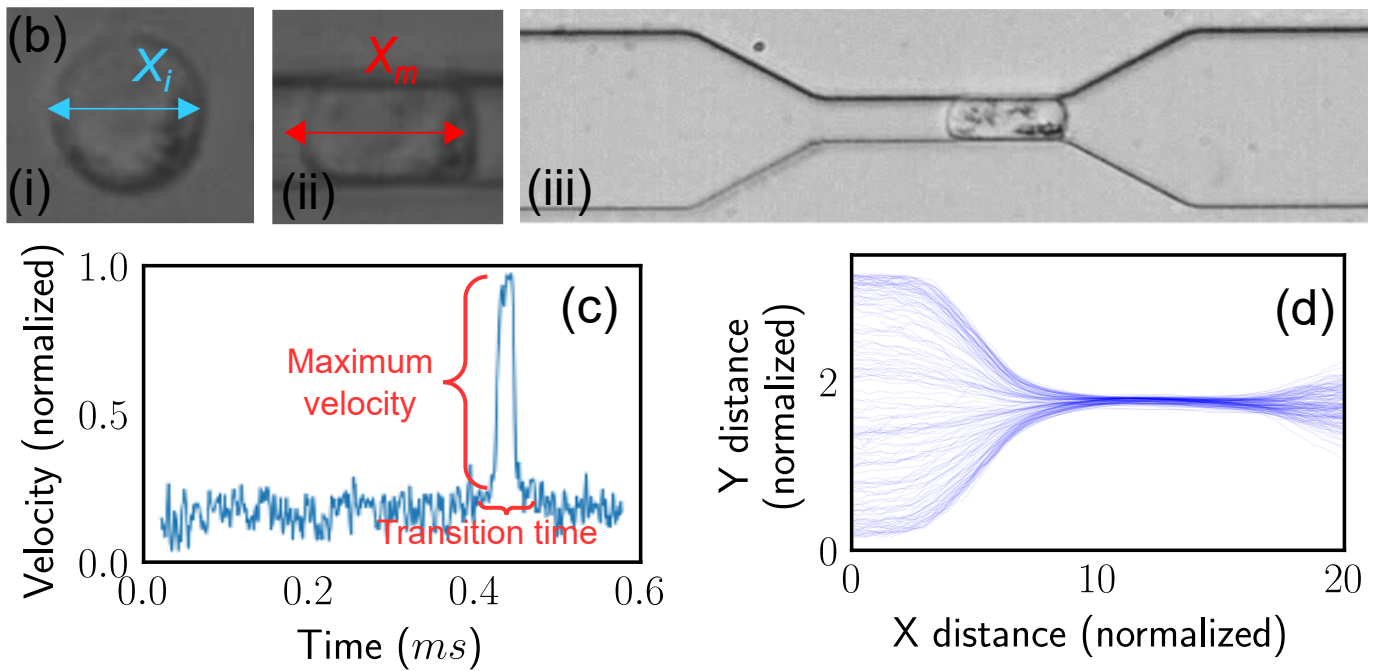 (b)
Xi
(i)
Xm
(ii)
(iii)
(c)
Velocity (normalized)
1.0
0.5
0.0
Maximum
velocity
Transition time
0.0
0.2
0.4
0.6
Time (ms)
(d)
Y distance
(normalized)
2
0
0
10
20
X distance (normalized)